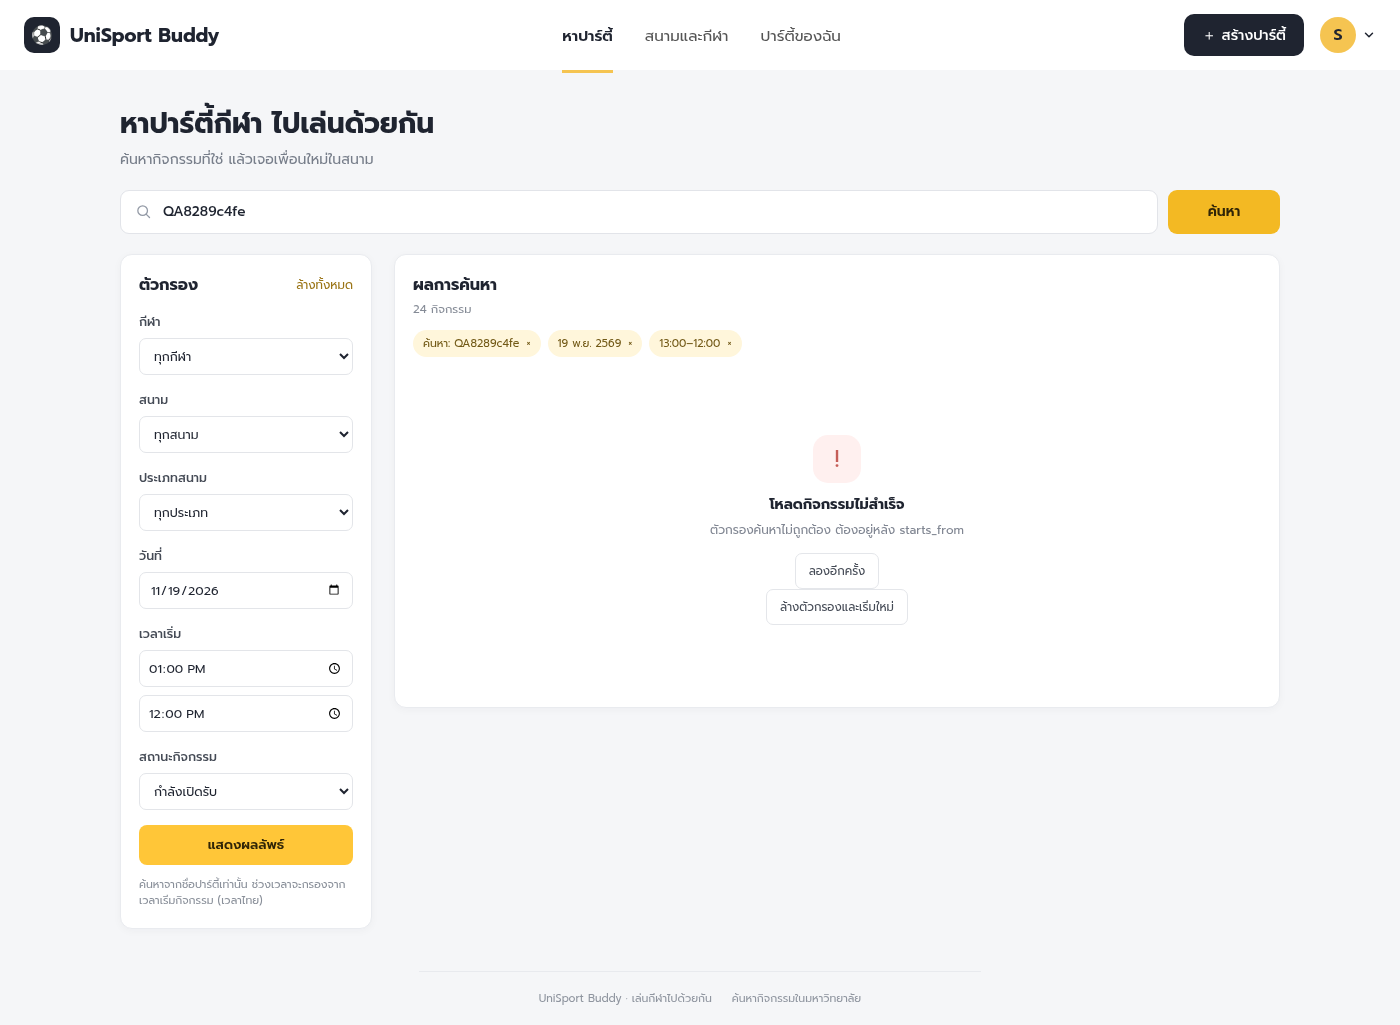 UniSport Buddy
หาปาร์ตี้
สนามและกีฬา
ปาร์ตี้ของฉัน
+ สร้างปาร์ตี้
S
หาปาร์ตี้กีฬา ไปเล่นด้วยกัน
ค้นหากิจกรรมที่ใช่ แล้วเจอเพื่อนใหม่ในสนาม
QA8289c4fe
ค้นหา
ตัวกรอง
ล้างทั้งหมด
กีฬา
ทุกกีฬา
สนาม
ทุกสนาม
ประเภทสนาม
ทุกประเภท
วันที่
11/19/2026
เวลาเริ่ม
01:00 PM
12:00 PM
สถานะกิจกรรม
กำลังเปิดรับ
แสดงผลลัพธ์
ค้นหาจากชื่อปาร์ตี้เท่านั้น ช่วงเวลาจะกรองจาก
เวลาเริ่มกิจกรรม (เวลาไทย)
ผลการค้นหา
24 กิจกรรม
ค้นหา: QA8289c4fe ×
19 พ.ย. 2569 ×
13:00–12:00 ×
!
โหลดกิจกรรมไม่สำเร็จ
ตัวกรองค้นหาไม่ถูกต้อง ต้องอยู่หลัง starts_from
ลองอีกครั้ง
ล้างตัวกรองและเริ่มใหม่
UniSport Buddy · เล่นกีฬาไปด้วยกัน
ค้นหากิจกรรมในมหาวิทยาลัย